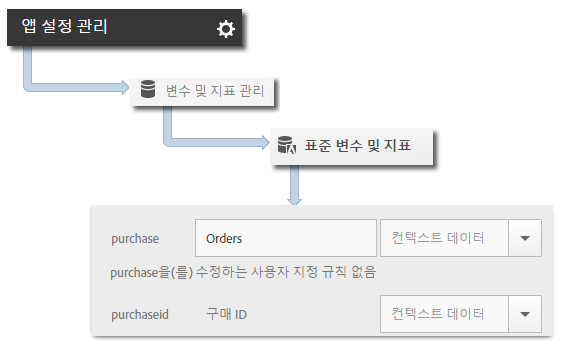 앱 설정 관리
변수 및 지표 관리
표준 변수 및 지표
purchase Orders 컨텍스트 데이터
purchase을(를) 수정하는 사용자 지정 규칙 없음
purchaseid 구매 ID 컨텍스트 데이터